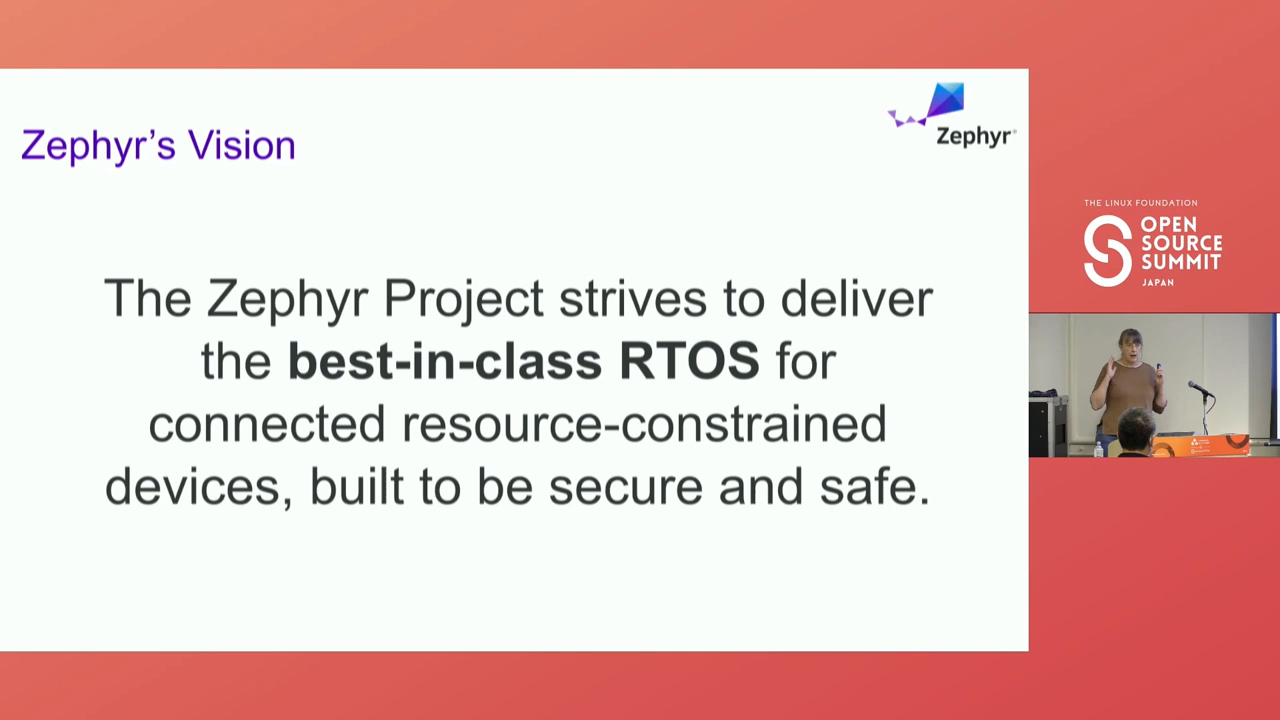 Zephyr's Vision
Zephyr
The Zephyr Project strives to deliver
the best-in-class RTOS for
connected resource-constrained
devices, built to be secure and safe.
THE LINUX FOUNDATION
OPEN
SOURCE
SUMMIT
JAPAN